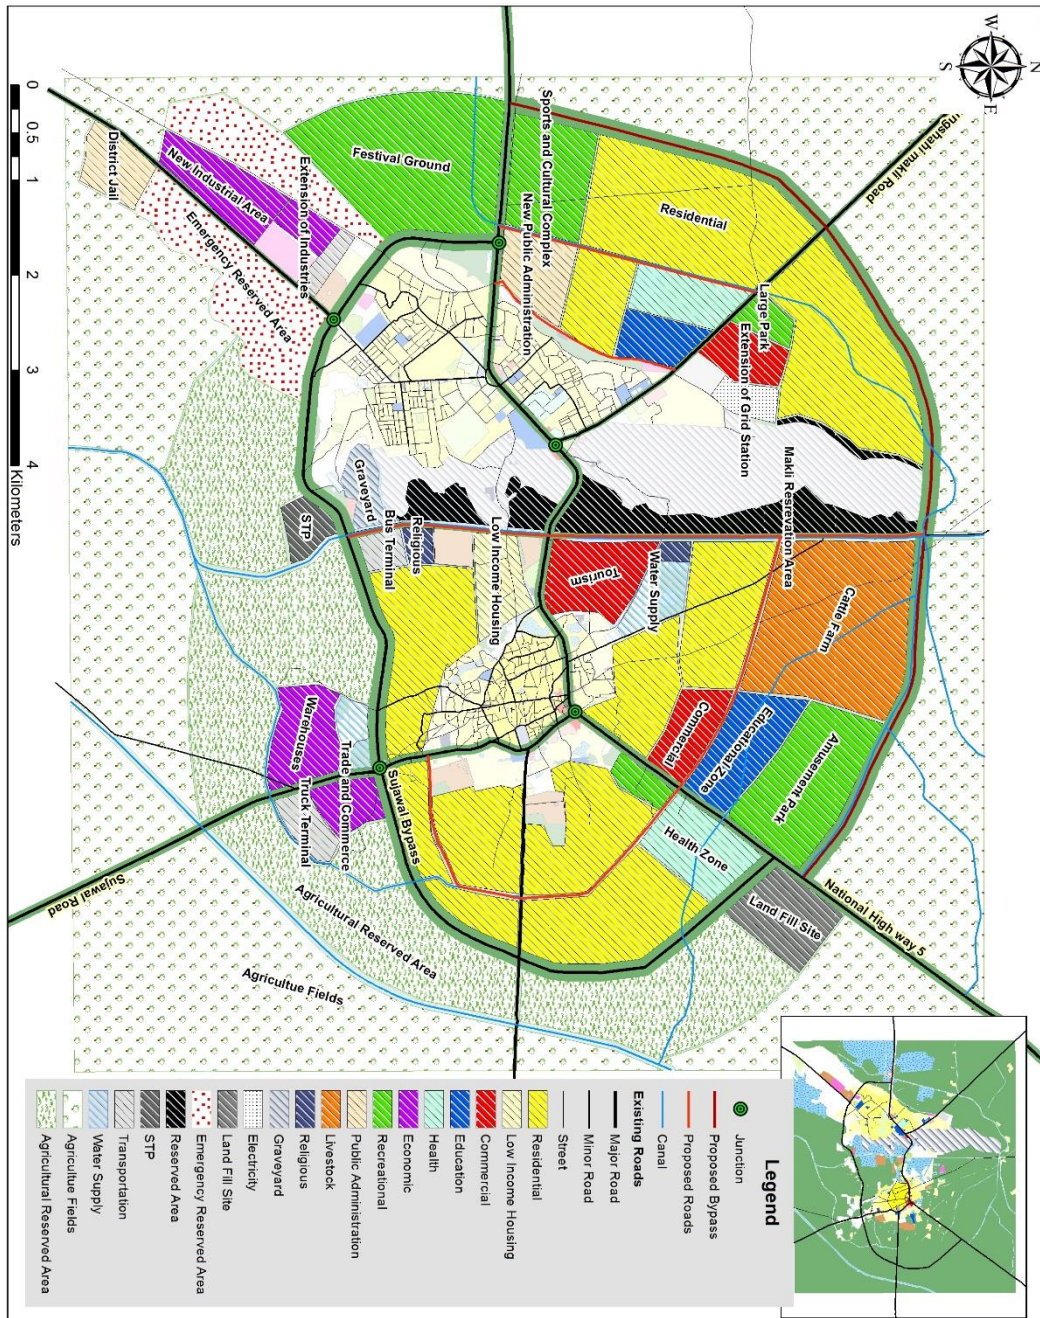 N
W
E
S
ngshahi makli Road
Sports and Cultural Complex
New Public Administration
Festival Ground
Residential
Large Park
Extension of Grid Station
Makli Resrevation Area
District Jail
New Industrial Area
Extension of Industries
Emergency Reserved Area
Graveyard
Bus Terminal
Religious
Low Income Housing
STP
Tourism
Water Supply
Cattle Farm
Commercial
Educational Zone
Amusement Park
Health Zone
Land Fill Site
National High way 5
Warehouses
Trade and Commerce
Truck Terminal
Sujawal Bypass
Sujawal Road
Agricultural Reserved Area
Agricultue Fields
0 0.5 1 2 3 4
Kilometers
Legend
Junction
Proposed Bypass
Proposed Roads
Canal
Existing Roads
Major Road
Minor Road
Street
Residential
Low Income Housing
Commercial
Education
Health
Economic
Recreational
Public Administration
Livestock
Religious
Graveyard
Electricity
Land Fill Site
Emergency Reserved Area
Reserved Area
STP
Transportation
Water Supply
Agricultue Fields
Agricultural Reserved Area